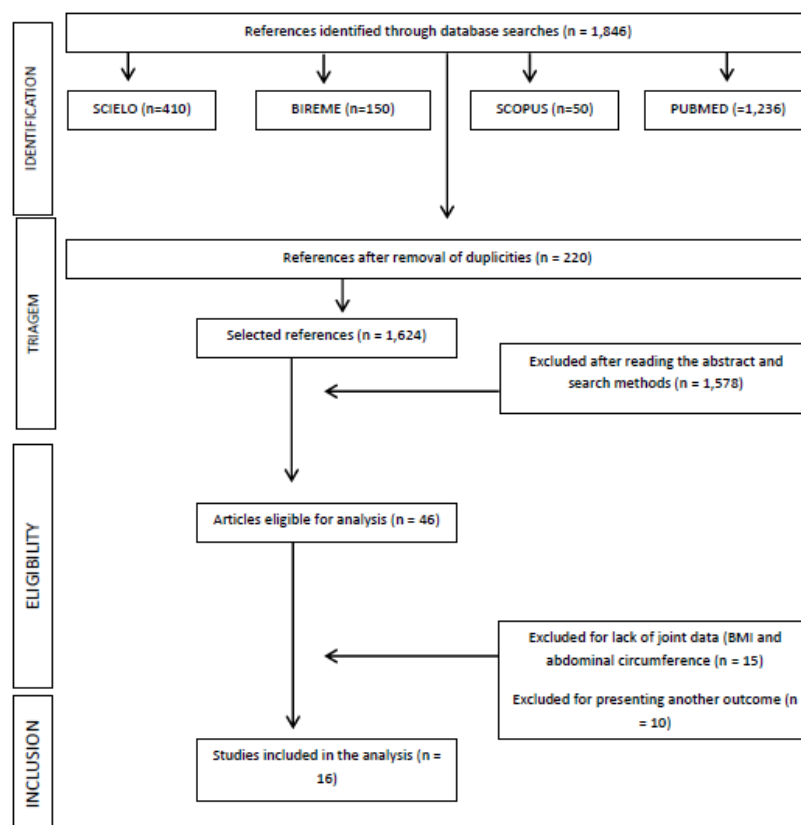 References identified through database searches (n = 1,846)
IDENTIFICATION
SCIELO (n=410)
BIREME (n=150)
SCOPUS (n=50)
PUBMED (=1,236)
References after removal of duplicities (n = 220)
TRIAGEM
Selected references (n = 1,624)
Excluded after reading the abstract and
search methods (n = 1,578)
ELIGIBILITY
Articles eligible for analysis (n = 46)
Excluded for lack of joint data (BMI and
abdominal circumference (n = 15)
Excluded for presenting another outcome (n
= 10)
INCLUSION
Studies included in the analysis (n =
16)